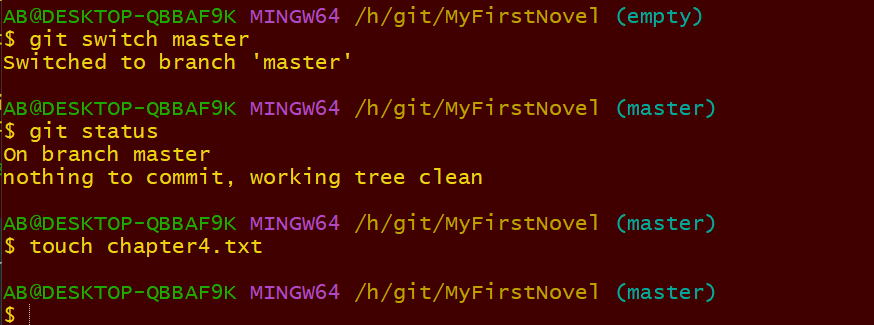 AB@DESKTOP-QBBAF9K MINGW64 /h/git/MyFirstNovel (empty)
$ git switch master
Switched to branch 'master'
AB@DESKTOP-QBBAF9K MINGW64 /h/git/MyFirstNovel (master)
$ git status
On branch master
nothing to commit, working tree clean
AB@DESKTOP-QBBAF9K MINGW64 /h/git/MyFirstNovel (master)
$ touch chapter4.txt
AB@DESKTOP-QBBAF9K MINGW64 /h/git/MyFirstNovel (master)
$